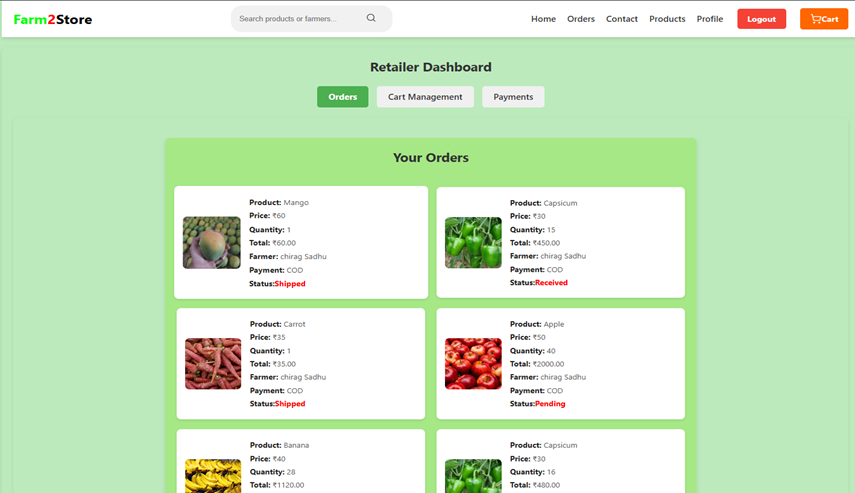 Farm2Store
Search products or farmers...
Home
Orders
Contact
Products
Profile
Logout
Cart
Retailer Dashboard
Orders
Cart Management
Payments
Your Orders
Product: Mango
Price: ₹60
Quantity: 1
Total: ₹60.00
Farmer: chirag Sadhu
Payment: COD
Status:Shipped
Product: Capsicum
Price: ₹30
Quantity: 15
Total: ₹450.00
Farmer: chirag Sadhu
Payment: COD
Status:Received
Product: Carrot
Price: ₹35
Quantity: 1
Total: ₹35.00
Farmer: chirag Sadhu
Payment: COD
Status:Shipped
Product: Apple
Price: ₹50
Quantity: 40
Total: ₹2000.00
Farmer: chirag Sadhu
Payment: COD
Status:Pending
Product: Banana
Price: ₹40
Quantity: 28
Total: ₹1120.00
Product: Capsicum
Price: ₹30
Quantity: 16
Total: ₹480.00